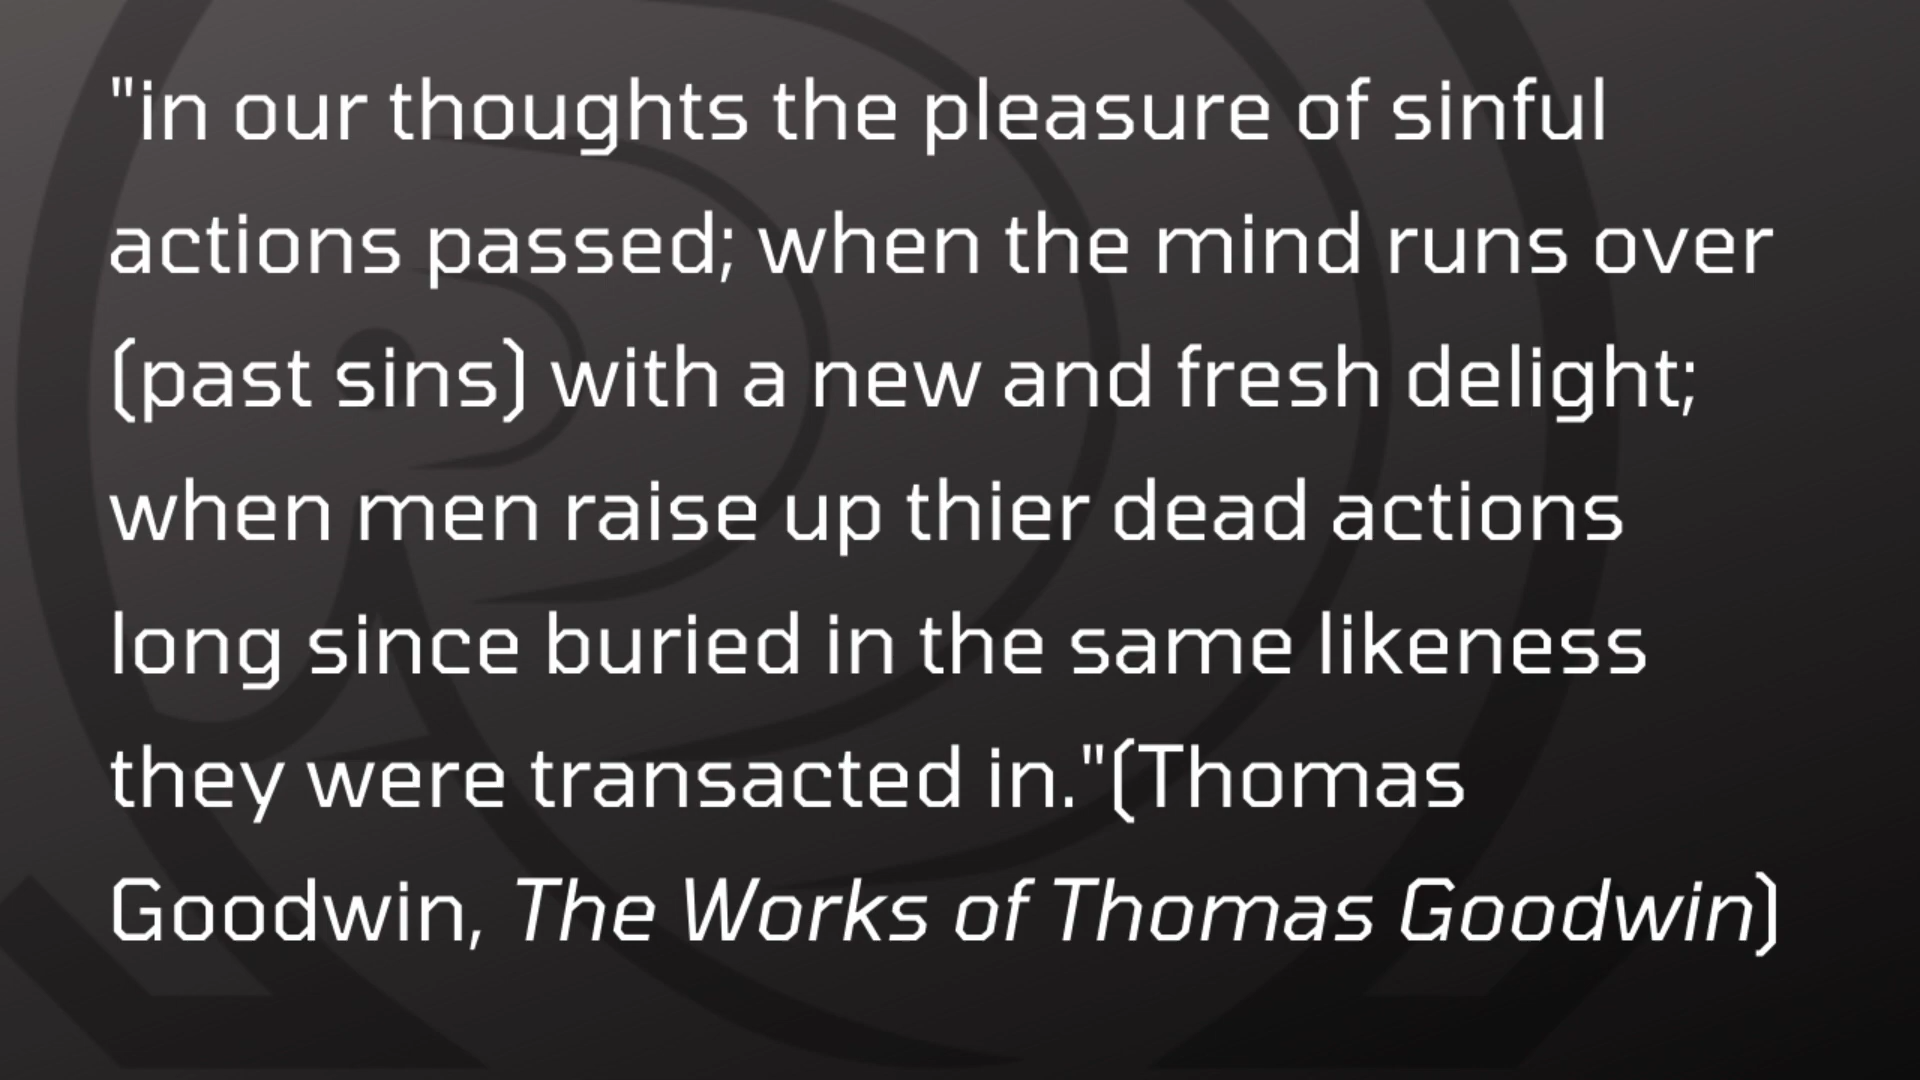 "in our thoughts the pleasure of sinful
actions passed; when the mind runs over
(past sins) with a new and fresh delight;
when men raise up thier dead actions
long since buried in the same likeness
they were transacted in."(Thomas
Goodwin, The Works of Thomas Goodwin)